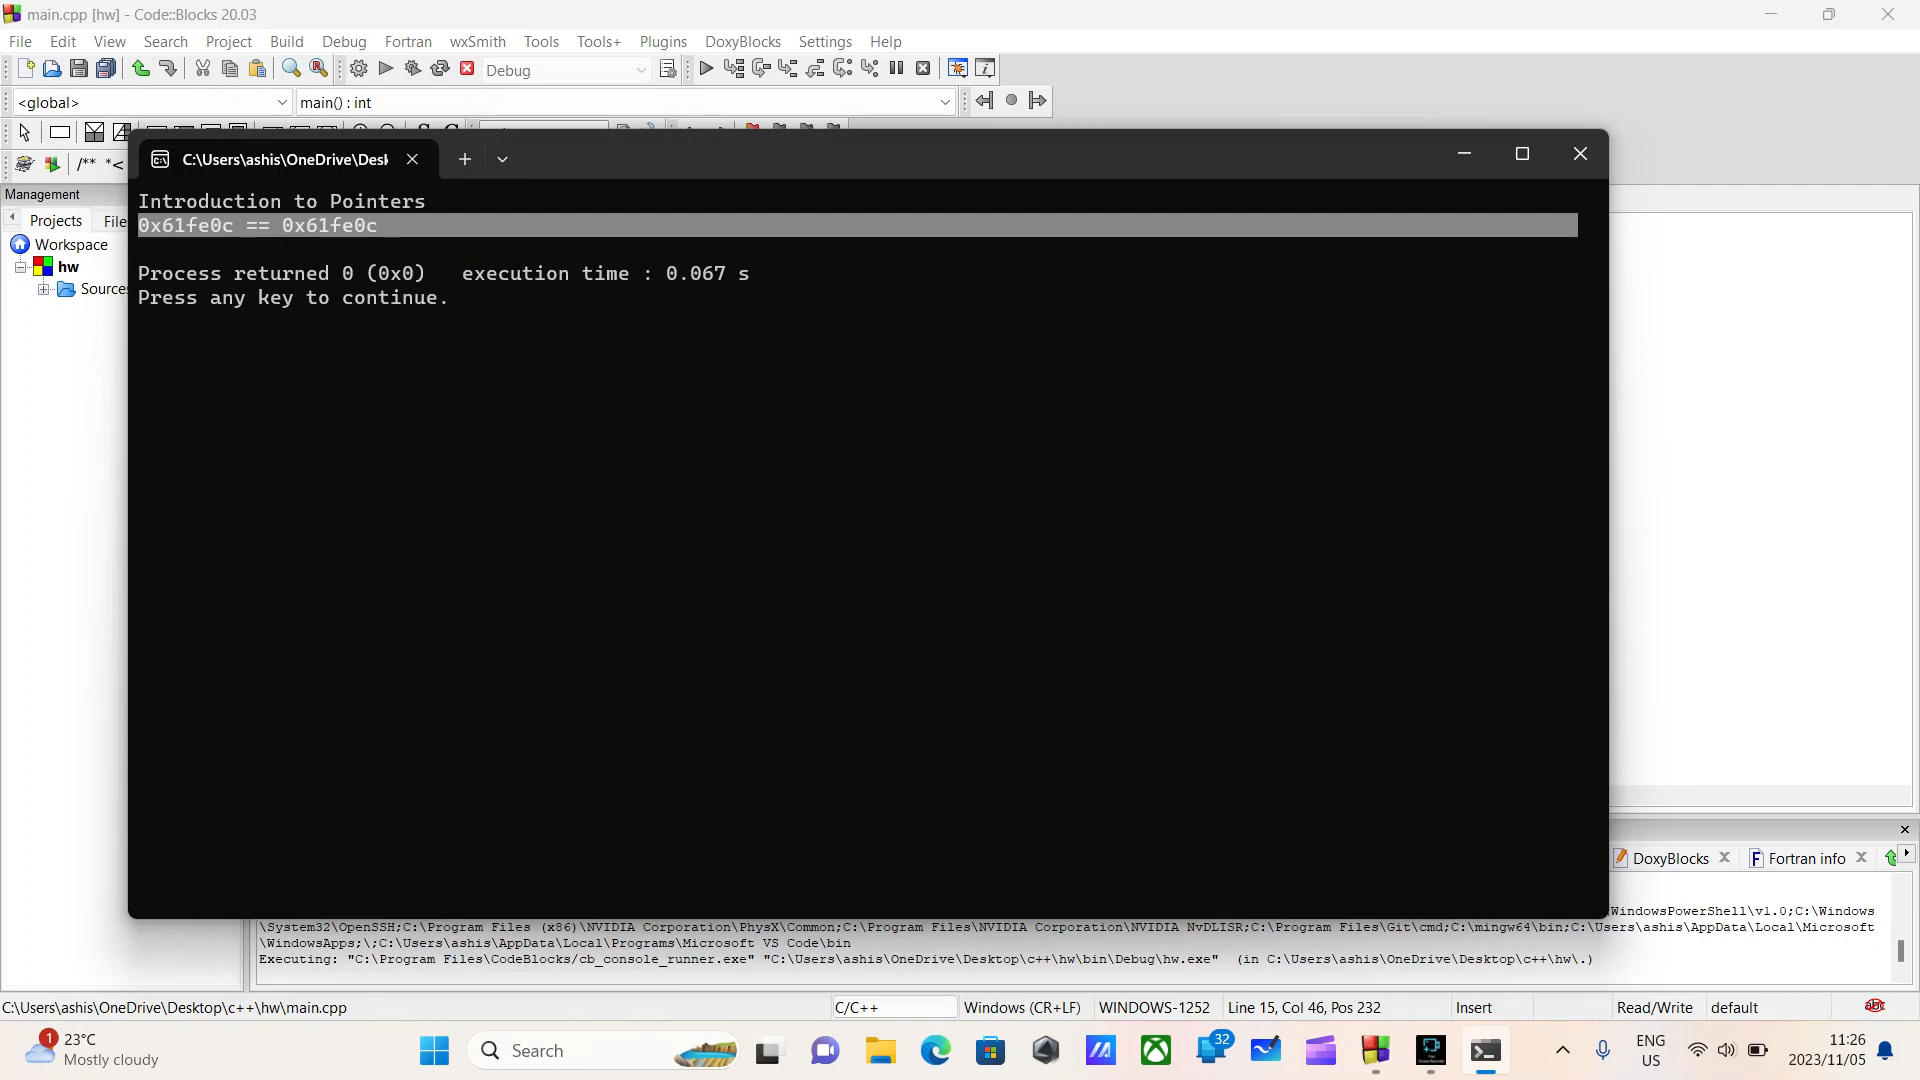 main.cpp [hw] - Code::Blocks 20.03
File Edit View Search Project Build Debug Fortran wxSmith Tools Tools+ Plugins DoxyBlocks Settings Help
Debug
<global> main() : int
/** *<
C:\Users\ashis\OneDrive\Desk
Management
Projects File
Workspace
hw
Source
Introduction to Pointers
0x61fe0c == 0x61fe0c
Process returned 0 (0x0)   execution time : 0.067 s
Press any key to continue.
DoxyBlocks Fortran info
WindowsPowerShell\v1.0;C:\Windows
\System32\OpenSSH;C:\Program Files (x86)\NVIDIA Corporation\PhysX\Common;C:\Program Files\NVIDIA Corporation\NVIDIA NvDLISR;C:\Program Files\Git\cmd;C:\mingw64\bin;C:\Users\ashis\AppData\Local\Microsoft
\WindowsApps;\;C:\Users\ashis\AppData\Local\Programs\Microsoft VS Code\bin
Executing: "C:\Program Files\CodeBlocks/cb_console_runner.exe" "C:\Users\ashis\OneDrive\Desktop\c++\hw\bin\Debug\hw.exe"  (in C:\Users\ashis\OneDrive\Desktop\c++\hw\.)
C:\Users\ashis\OneDrive\Desktop\c++\hw\main.cpp C/C++ Windows (CR+LF) WINDOWS-1252 Line 15, Col 46, Pos 232 Insert Read/Write default abc
1 23°C
Mostly cloudy
Search
32
ENG
US
11:26
2023/11/05